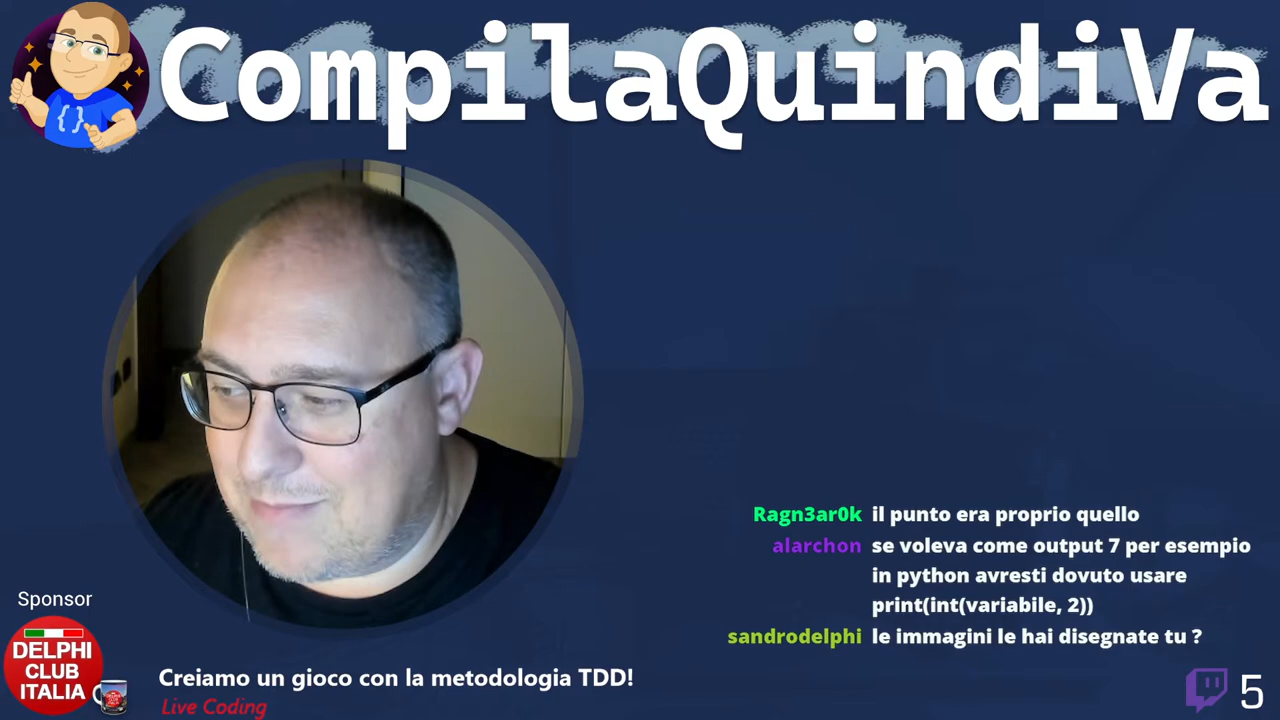 CompilaQuindiVa
{ }
Ragn3ar0k il punto era proprio quello
alarchon se voleva come output 7 per esempio
in python avresti dovuto usare
print(int(variabile, 2))
sandrodelphi le immagini le hai disegnate tu ?
Sponsor
DELPHI
CLUB
ITALIA
Creiamo un gioco con la metodologia TDD!
Live Coding
5